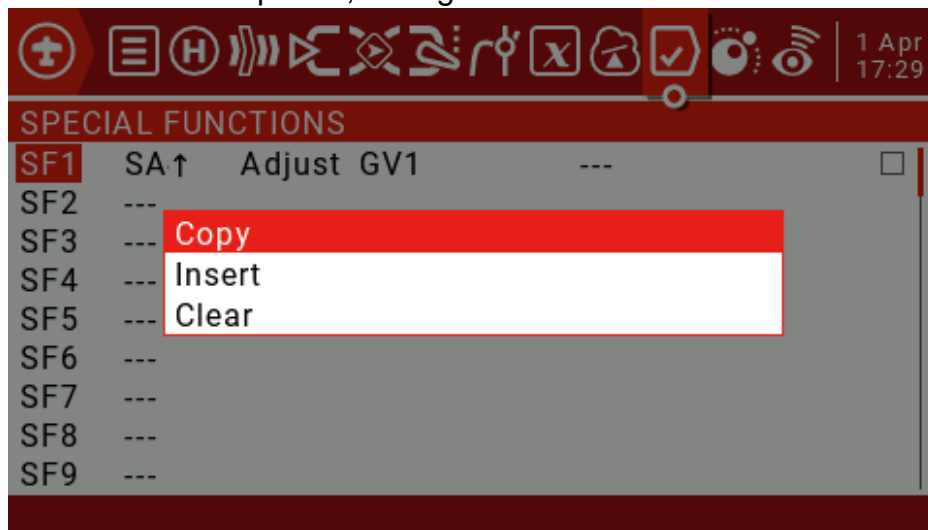 H x 1 Apr
17:29
SPECIAL FUNCTIONS
SF1 SA↑ Adjust GV1 ---
SF2 ---
SF3 ---
Copy
SF4 ---
Insert
SF5 ---
Clear
SF6 ---
SF7 ---
SF8 ---
SF9 ---